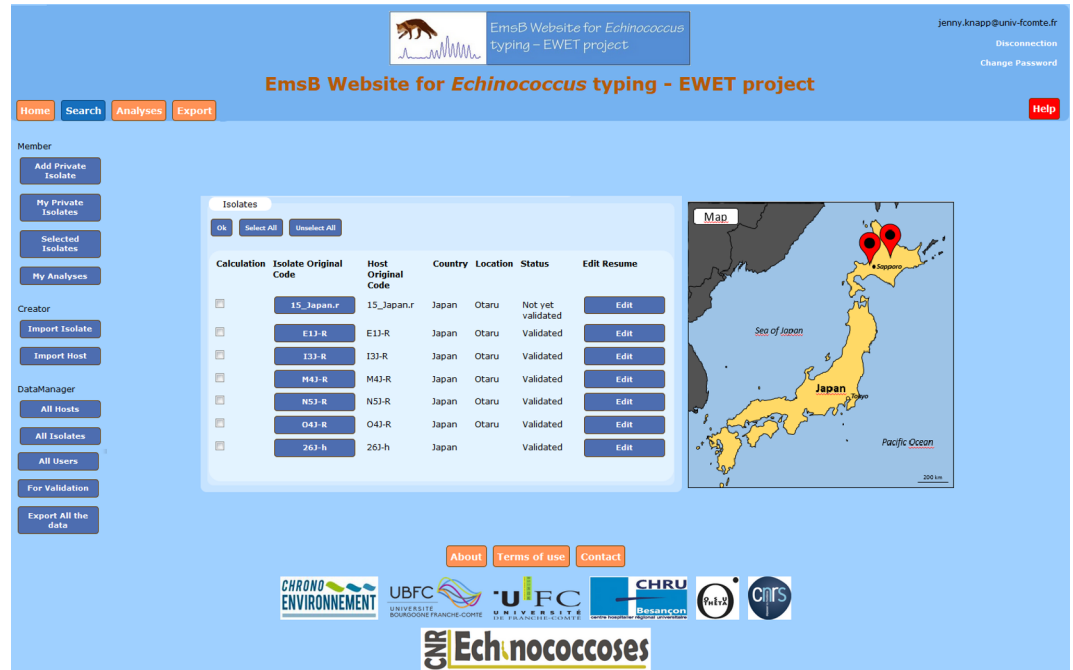 EmsB Website for Echinococcus
typing – EWET project
jenny.knapp@univ-fcomte.fr
Disconnection
Change Password
EmsB Website for Echinococcus typing - EWET project
Home Search Analyses Export
Help
Member
Add Private
Isolate
My Private
Isolates
Selected
Isolates
My Analyses
Creator
Import Isolate
Import Host
DataManager
All Hosts
All Isolates
All Users
For Validation
Export All the
data
Isolates
Ok Select All Unselect All
Calculation Isolate Original Code Host Original Code Country Location Status Edit Resume
15_Japan.r 15_Japan.r Japan Otaru Not yet validated Edit
E1J-R E1J-R Japan Otaru Validated Edit
I3J-R I3J-R Japan Otaru Validated Edit
M4J-R M4J-R Japan Otaru Validated Edit
N5J-R N5J-R Japan Otaru Validated Edit
O4J-R O4J-R Japan Otaru Validated Edit
26J-h 26J-h Japan Validated Edit
Map
Sapporo
Sea of Japan
Japan
Tokyo
Pacific Ocean
200 km
About Terms of use Contact
CHRONO
ENVIRONNEMENT
UBFC
UNIVERSITÉ
BOURGOGNE FRANCHE-COMTÉ
UFC
UNIVERSITÉ
DE FRANCHE-COMTÉ
CHRU
Besançon
centre hospitalier régional universitaire
OSU
THETA
cnrs
CNR
Echinococcoses